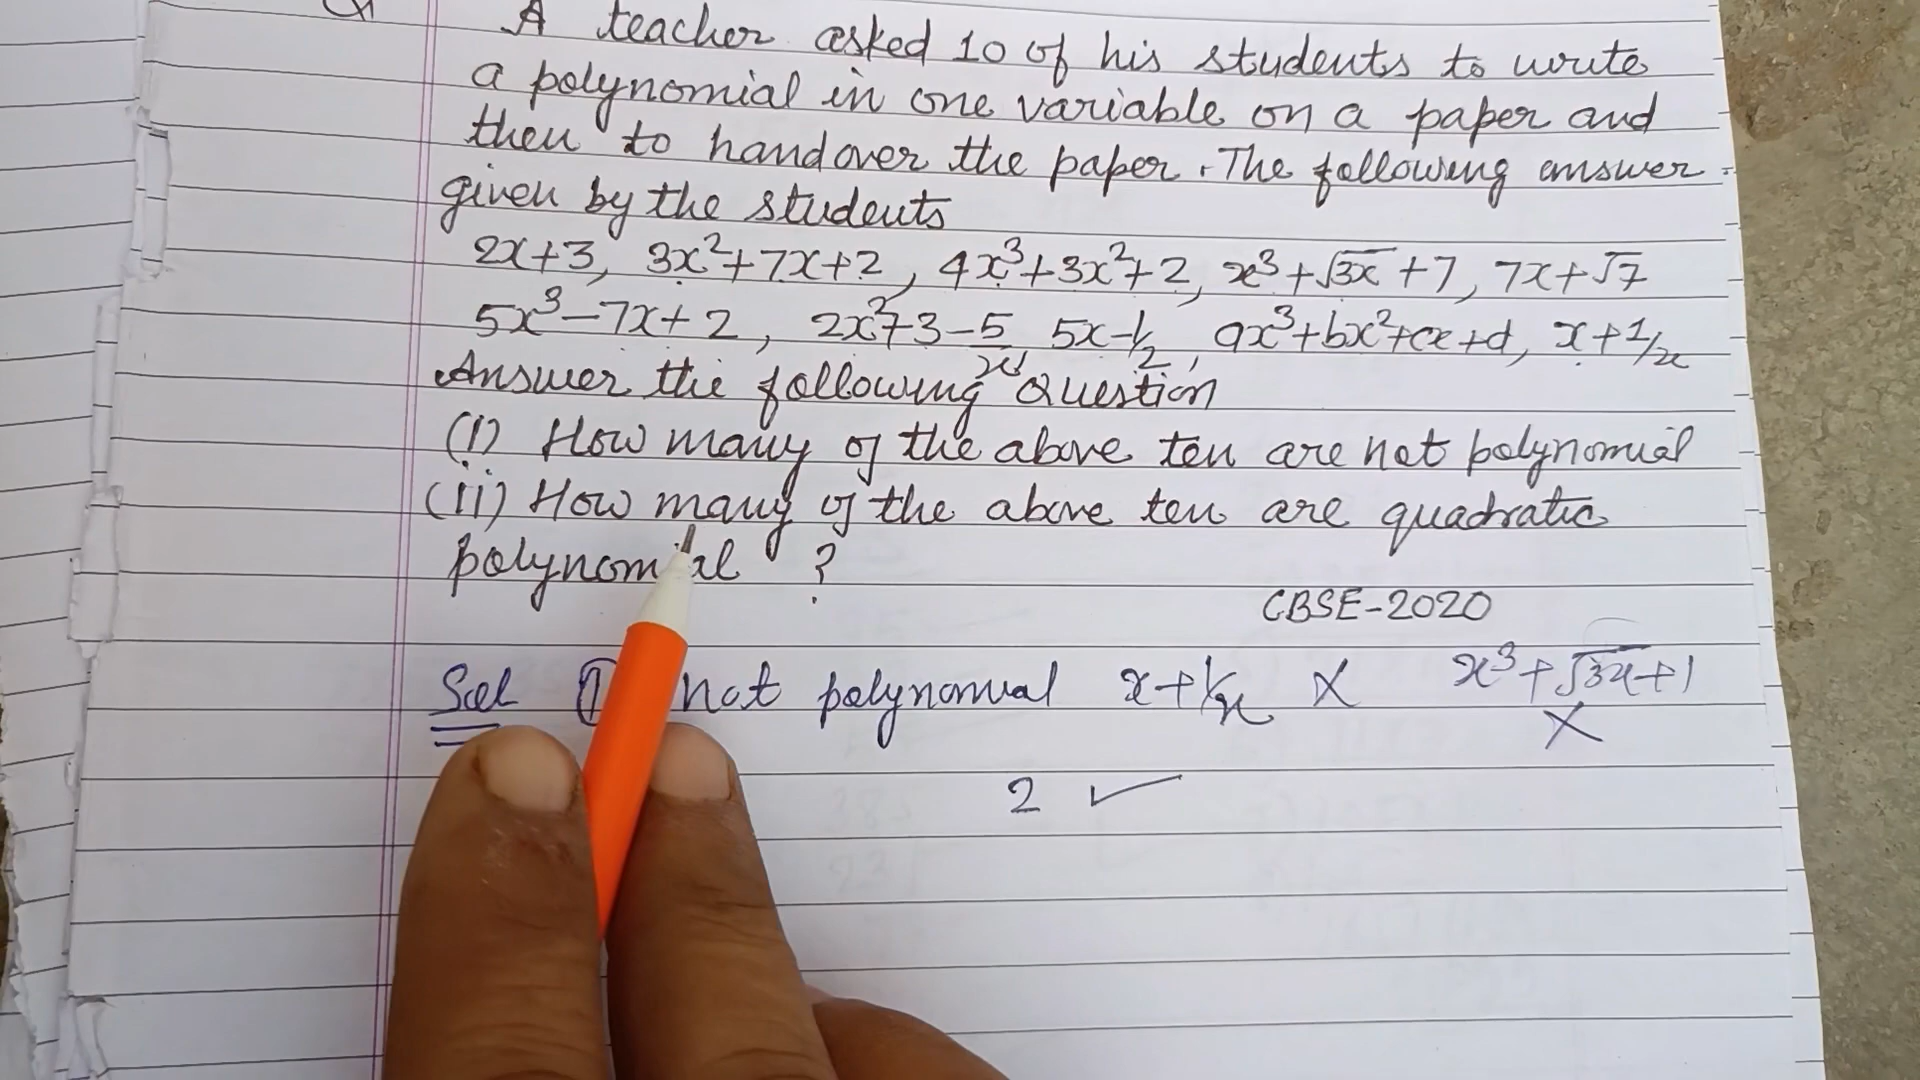 Q
A teacher asked 10 of his students to write
a polynomial in one variable on a paper and
then to handover the paper. The following answer
given by the students
2x+3, 3x²+7x+2, 4x³+3x²+2, x³+√3x+7, 7x+√7
5x³-7x+2, 2x²+3-5/x, 5x-1/2, ax³+bx²+cx+d, x+1/x
Answer the following Question
(I) How many of the above ten are not polynomial
(ii) How many of the above ten are quadratic
polynomial ?
CBSE-2020
Sol ① not polynomial x+1/x X x³+√3x+1 X
2 ✓